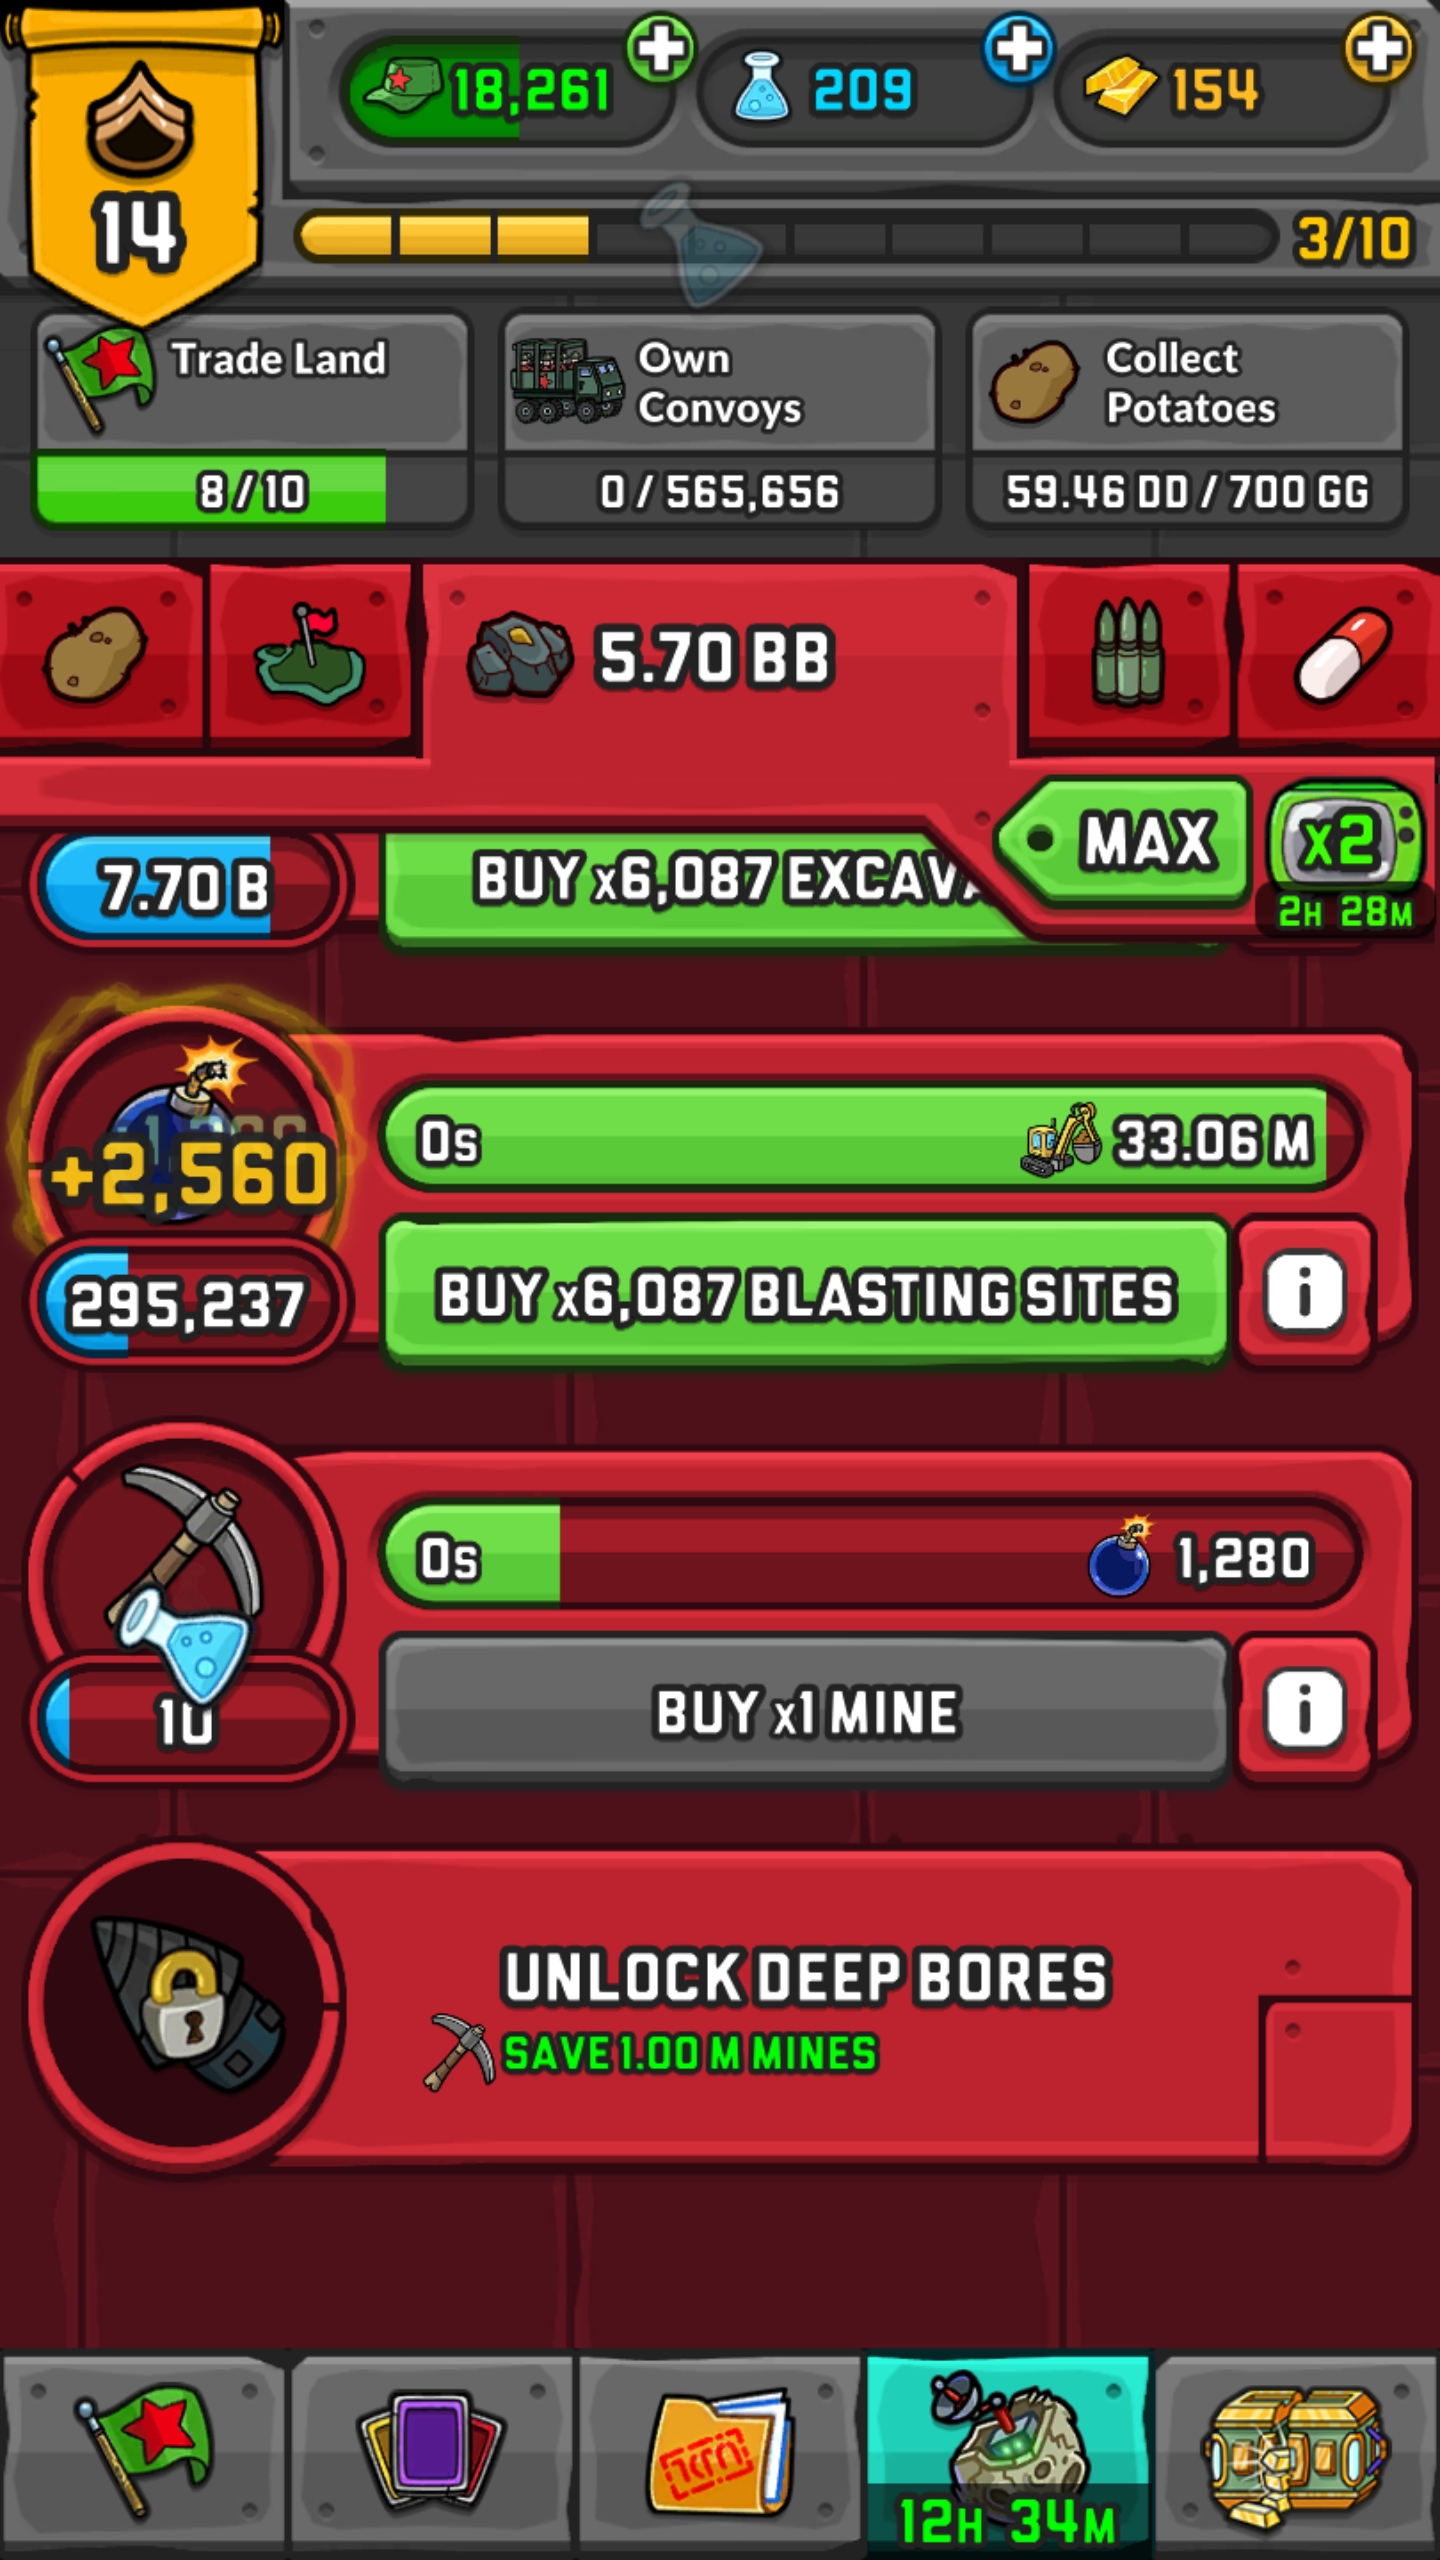 18,261
209
154
14
3/10
Trade Land
8/10
Own
Convoys
0/565,656
Collect
Potatoes
59.46 DD/700 GG
5.70 BB
MAX
x2
2H 28M
7.70 B
BUY x6,087
0s
33.06 M
+2,560
295,237
BUY x6,087 BLASTING SITES
i
0s
1,280
10
BUY x1 MINE
i
UNLOCK DEEP BORES
SAVE 1.00 M MINES
12H 34M